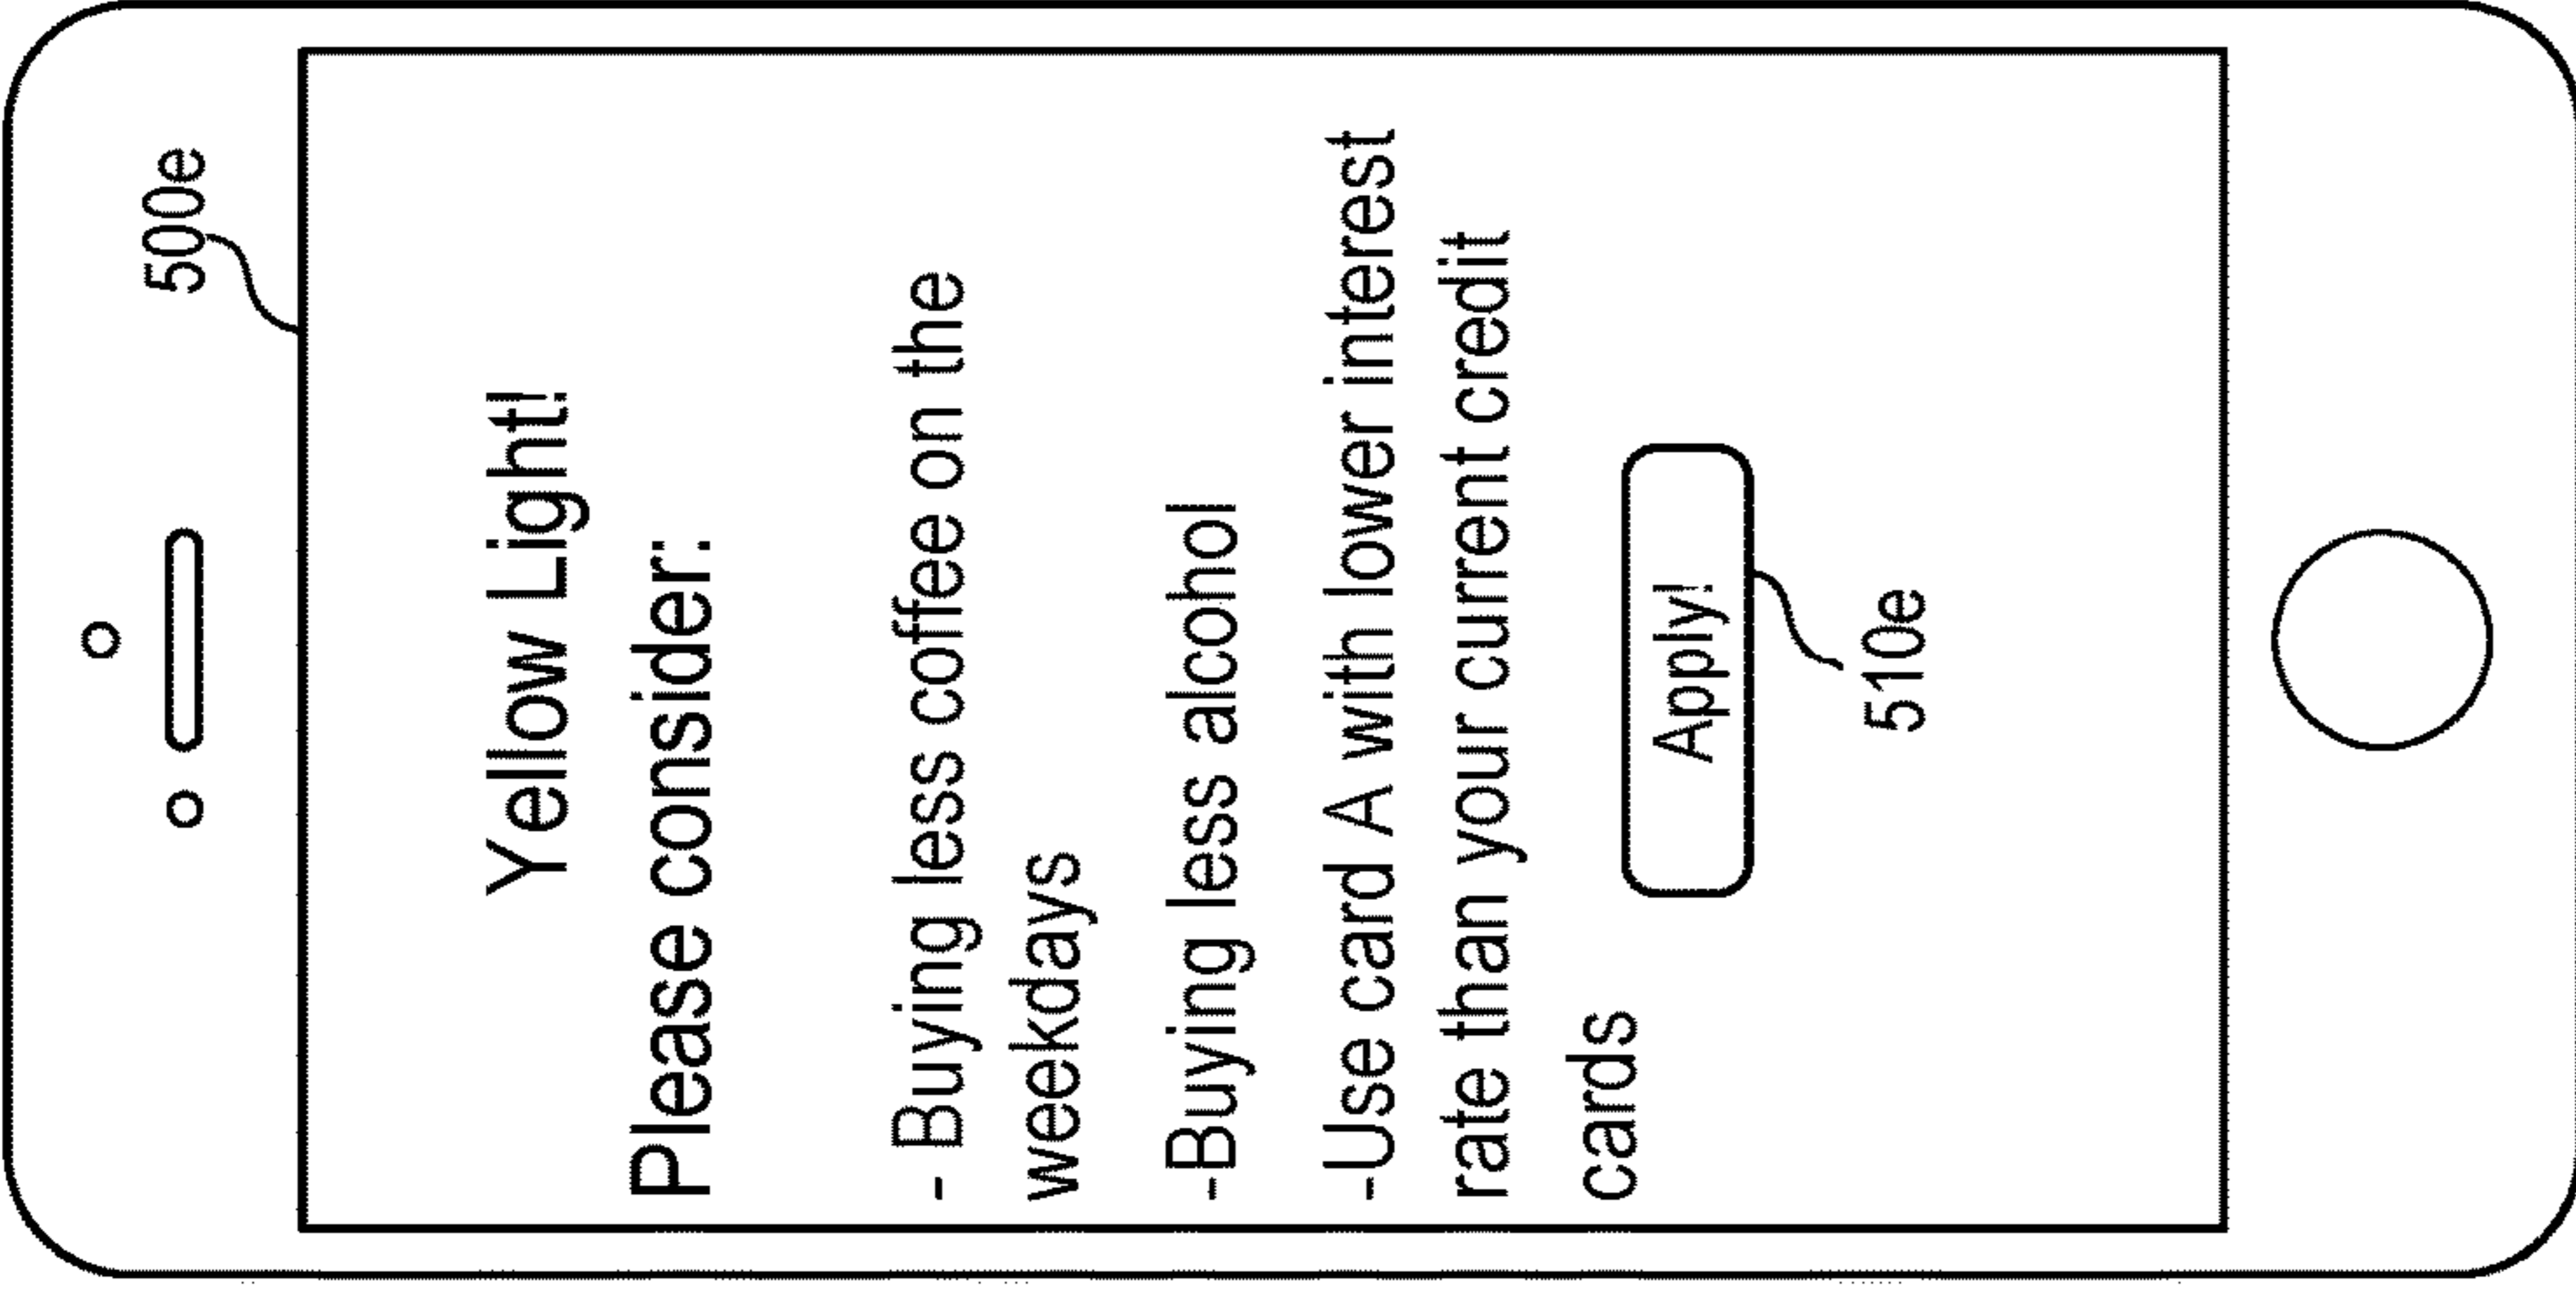 500e
Yellow Light!
Please consider:
- Buying less coffee on the
weekdays
-Buying less alcohol
-Use card A with lower interest
rate than your current credit
cards
Apply!
510e